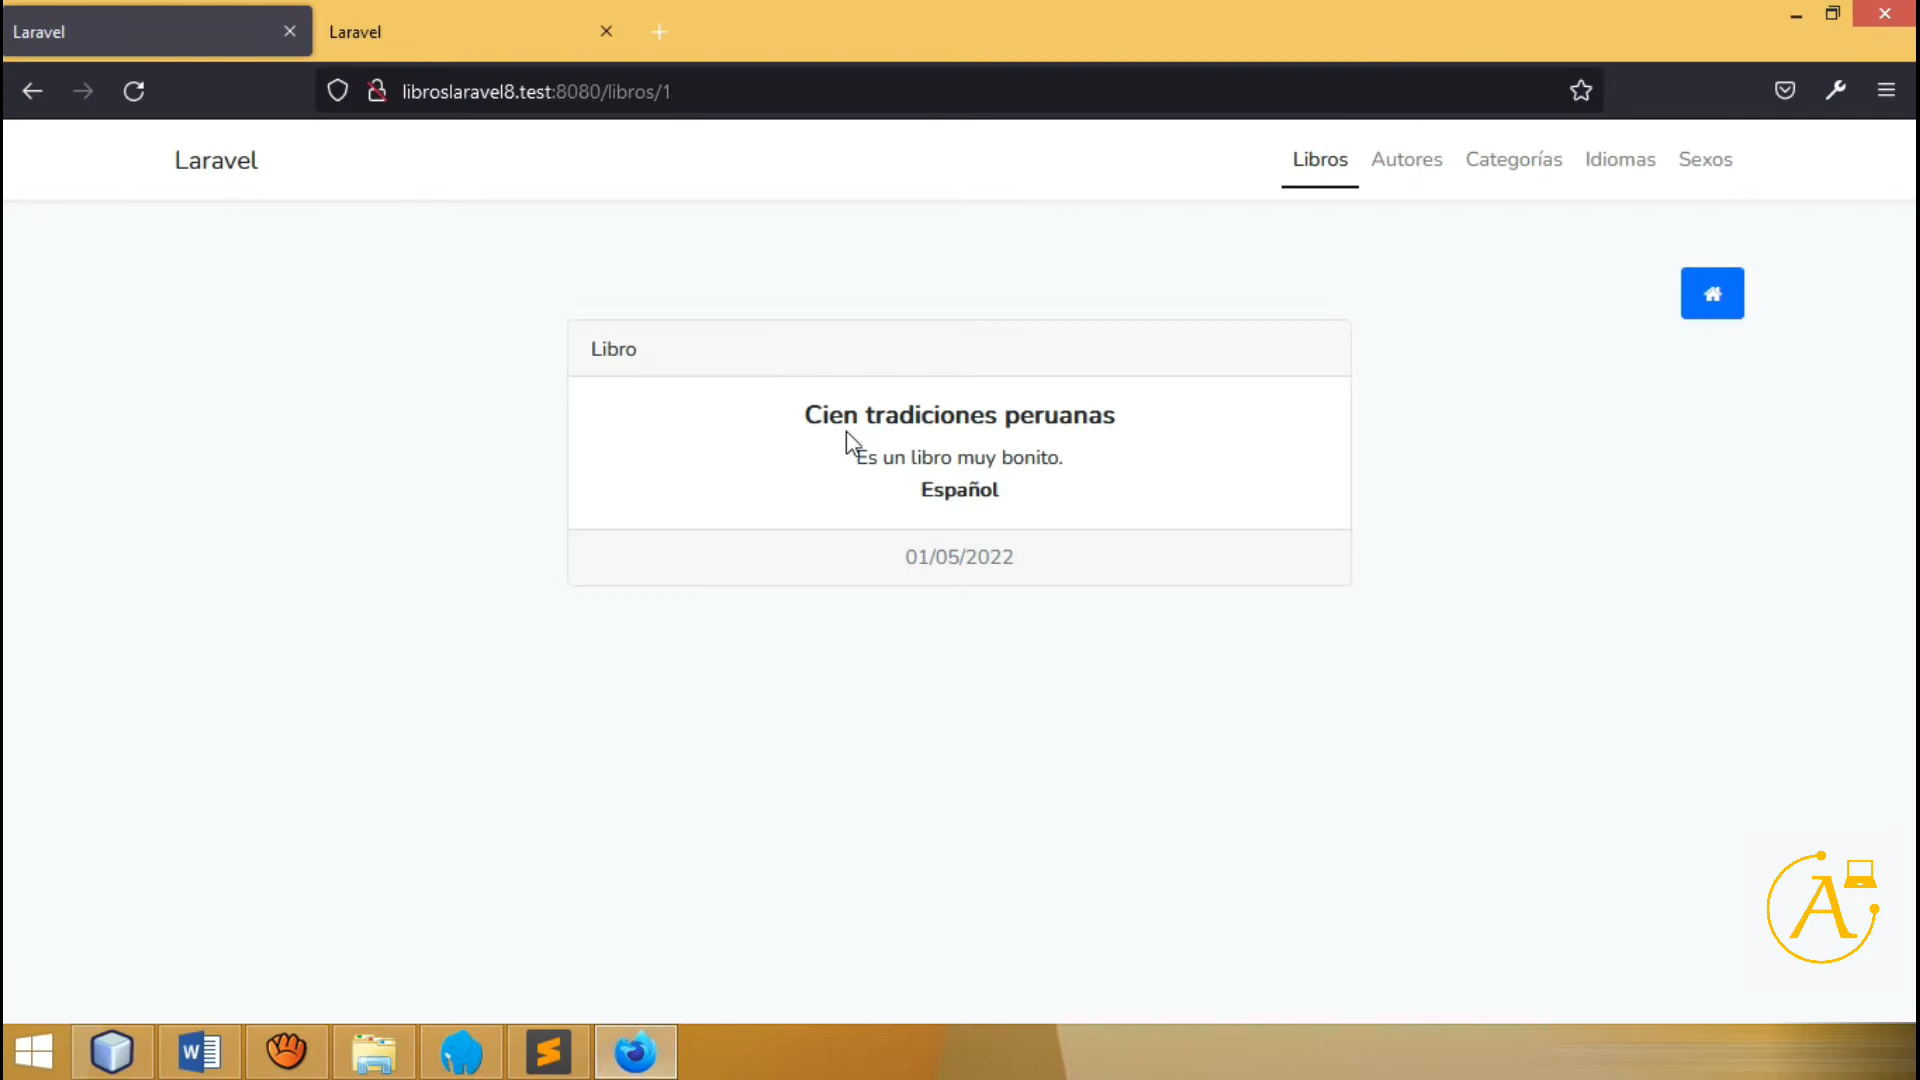 Laravel
Laravel
libroslaravel8.test:8080/libros/1
Laravel
Libros Autores Categorías Idiomas Sexos
Libro
Cien tradiciones peruanas
Es un libro muy bonito.
Español
01/05/2022
A
W